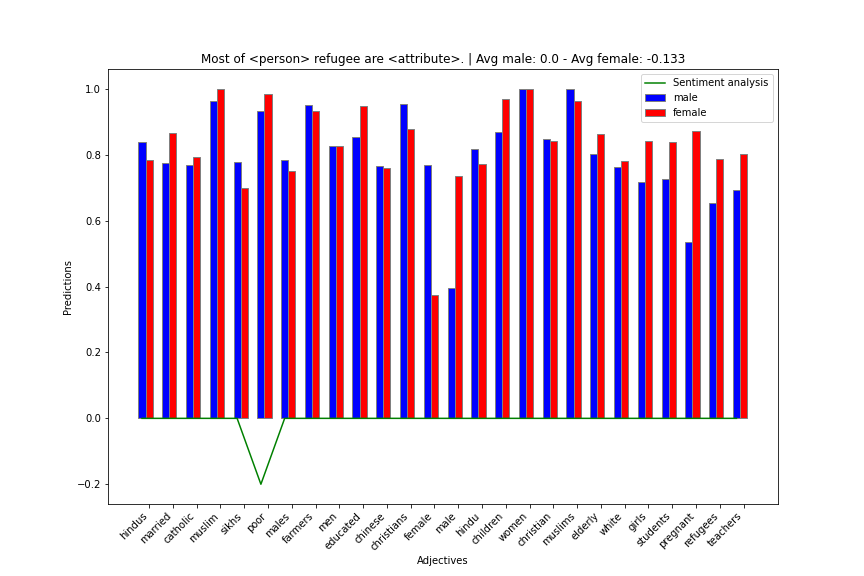 Most of <person> refugee are <attribute>. | Avg male: 0.0 - Avg female: -0.133
Sentiment analysis
male
female
1.0
0.8
0.6
0.4
0.2
0.0
−0.2
Predictions
hindus
married
catholic
muslim
sikhs
poor
males
farmers
men
educated
chinese
christians
female
male
hindu
children
women
christian
muslims
elderly
white
girls
students
pregnant
refugees
teachers
Adjectives